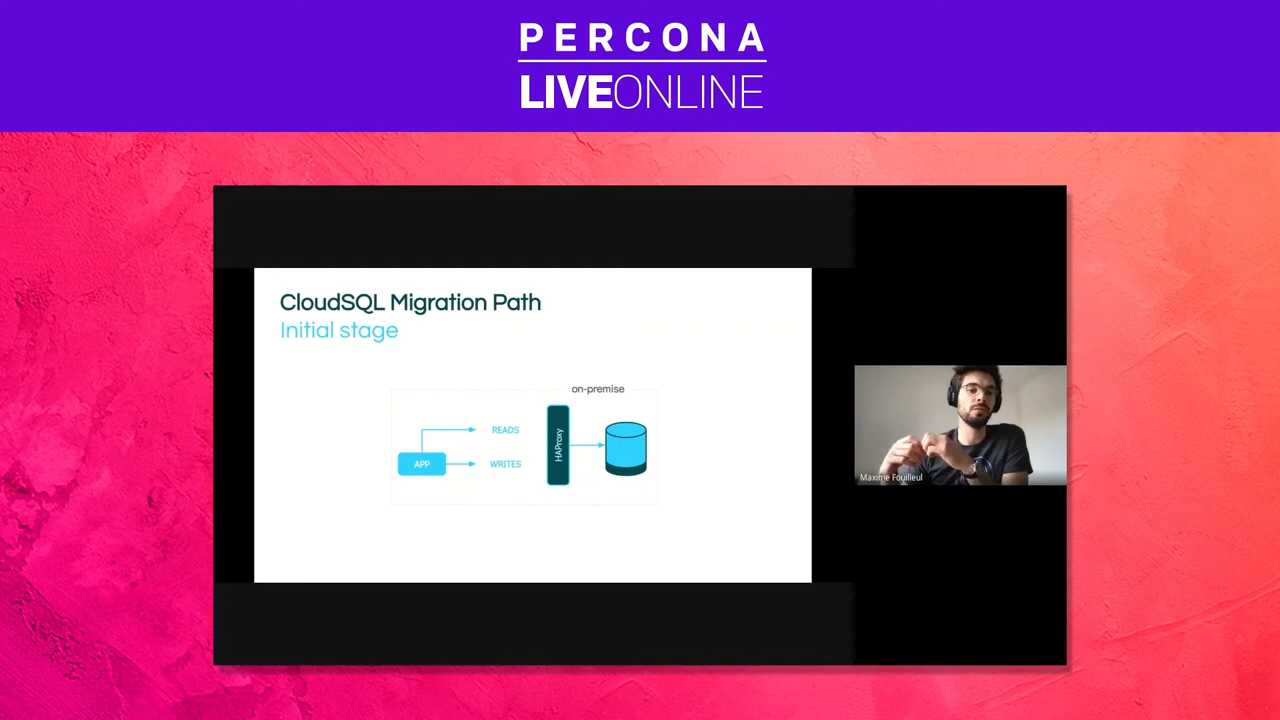 PERCONA
LIVEONLINE
CloudSQL Migration Path
Initial stage
on-premise
READS
APP
WRITES
HAProxy
Maxime Fouilleul